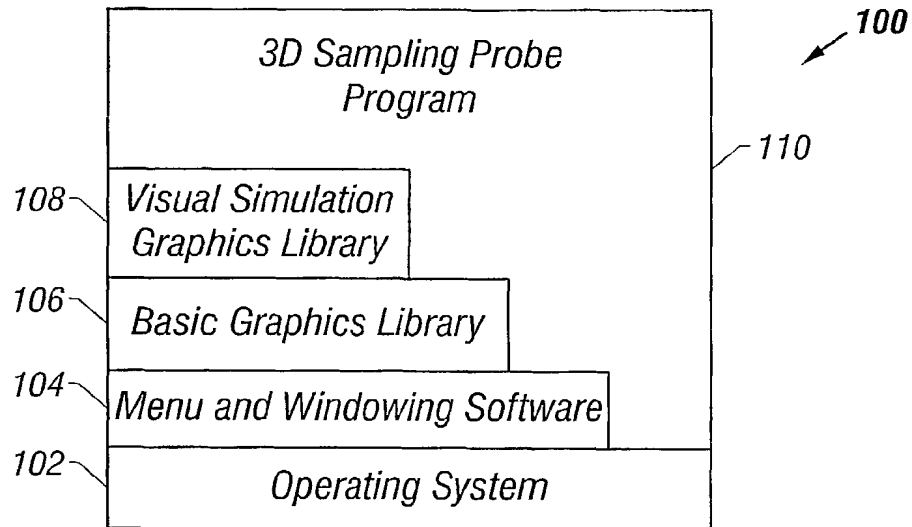 100
3D Sampling Probe
Program
110
108
Visual Simulation
Graphics Library
106
Basic Graphics Library
104
Menu and Windowing Software
102
Operating System